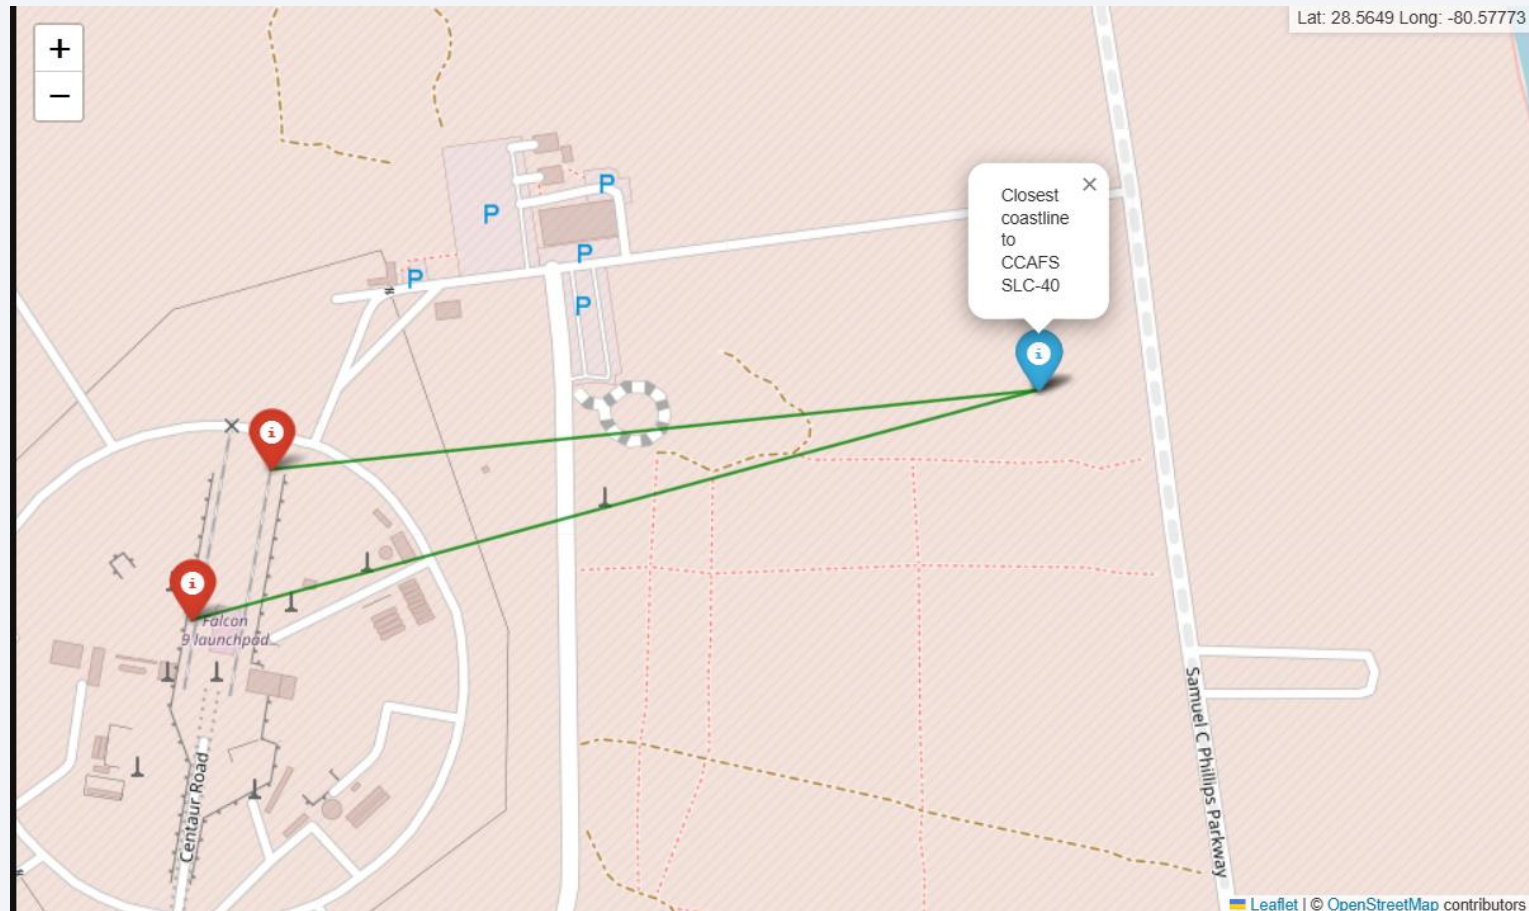 +
−
Lat: 28.5649 Long: -80.57773
P
P
P
P
P
×
Closest
coastline
to
CCAFS
SLC-40
i
i
i
Falcon
9 launchpad
Centaur Road
Samuel C Phillips Parkway
Leaflet | © OpenStreetMap contributors